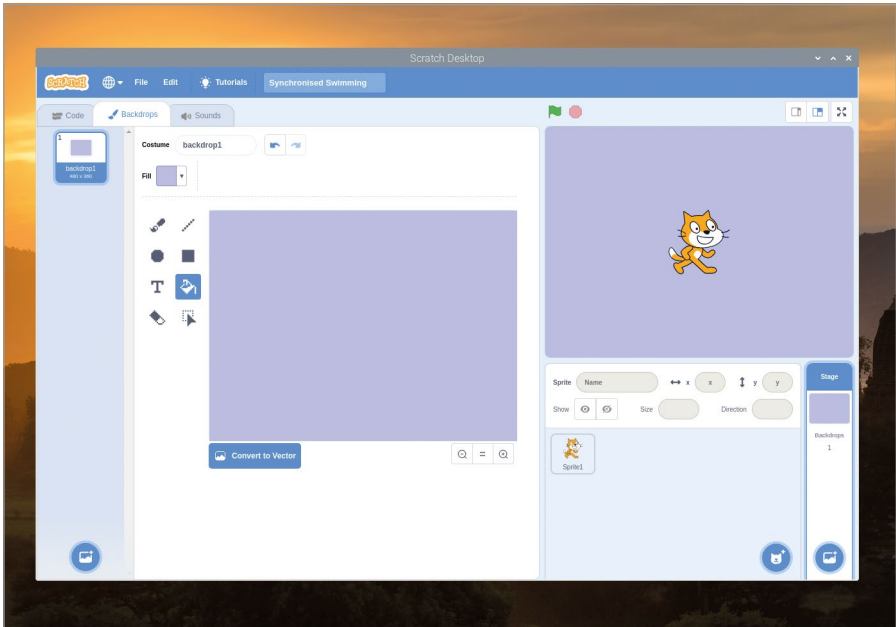 Scratch Desktop
SCRATCH
File Edit Tutorials Synchronised Swimming
Code Backdrops Sounds
1
backdrop1
480 x 360
Costume backdrop1
Fill
T
Convert to Vector
=
Sprite Name x x y y
Show Size Direction
Sprite1
Stage
Backdrops
1